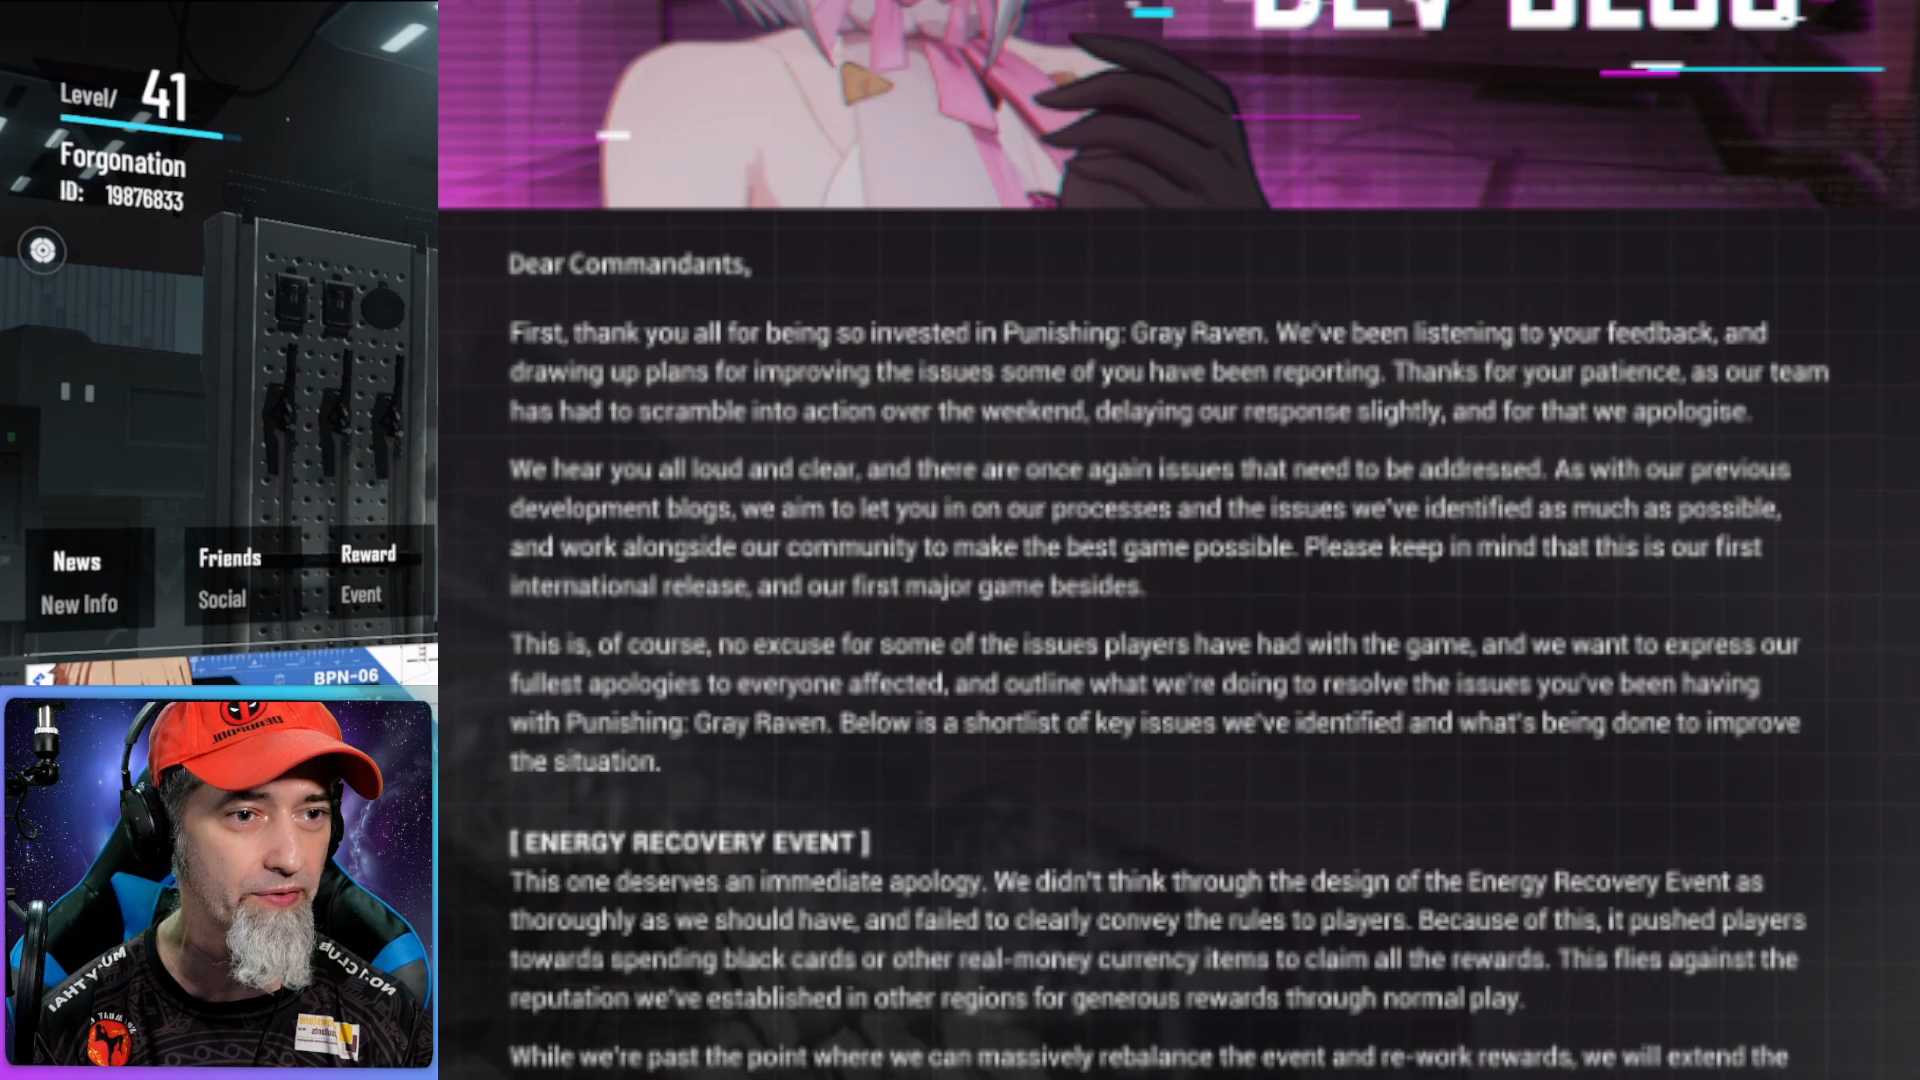 DEV BLOG
Level/ 41
Forgonation
ID: 19876833
News
New Info
Friends
Social
Reward
Event
BPN-06
Dear Commandants,
First, thank you all for being so invested in Punishing: Gray Raven. We've been listening to your feedback, and
drawing up plans for improving the issues some of you have been reporting. Thanks for your patience, as our team
has had to scramble into action over the weekend, delaying our response slightly, and for that we apologise.
We hear you all loud and clear, and there are once again issues that need to be addressed. As with our previous
development blogs, we aim to let you in on our processes and the issues we've identified as much as possible,
and work alongside our community to make the best game possible. Please keep in mind that this is our first
international release, and our first major game besides.
This is, of course, no excuse for some of the issues players have had with the game, and we want to express our
fullest apologies to everyone affected, and outline what we're doing to resolve the issues you've been having
with Punishing: Gray Raven. Below is a shortlist of key issues we've identified and what's being done to improve
the situation.
[ ENERGY RECOVERY EVENT ]
This one deserves an immediate apology. We didn't think through the design of the Energy Recovery Event as
thoroughly as we should have, and failed to clearly convey the rules to players. Because of this, it pushed players
towards spending black cards or other real-money currency items to claim all the rewards. This flies against the
reputation we've established in other regions for generous rewards through normal play.
While we're past the point where we can massively rebalance the event and re-work rewards, we will extend the
DEADPOOL
MUAY THAI